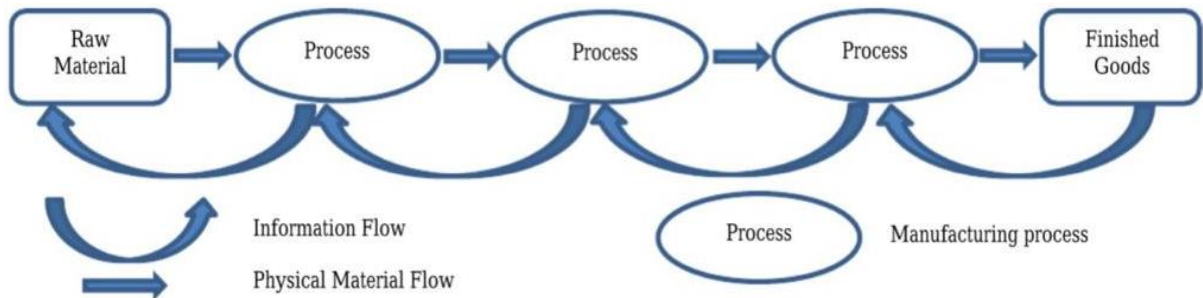 Raw
Material
Process
Process
Process
Finished
Goods
Information Flow
Process
Manufacturing process
Physical Material Flow